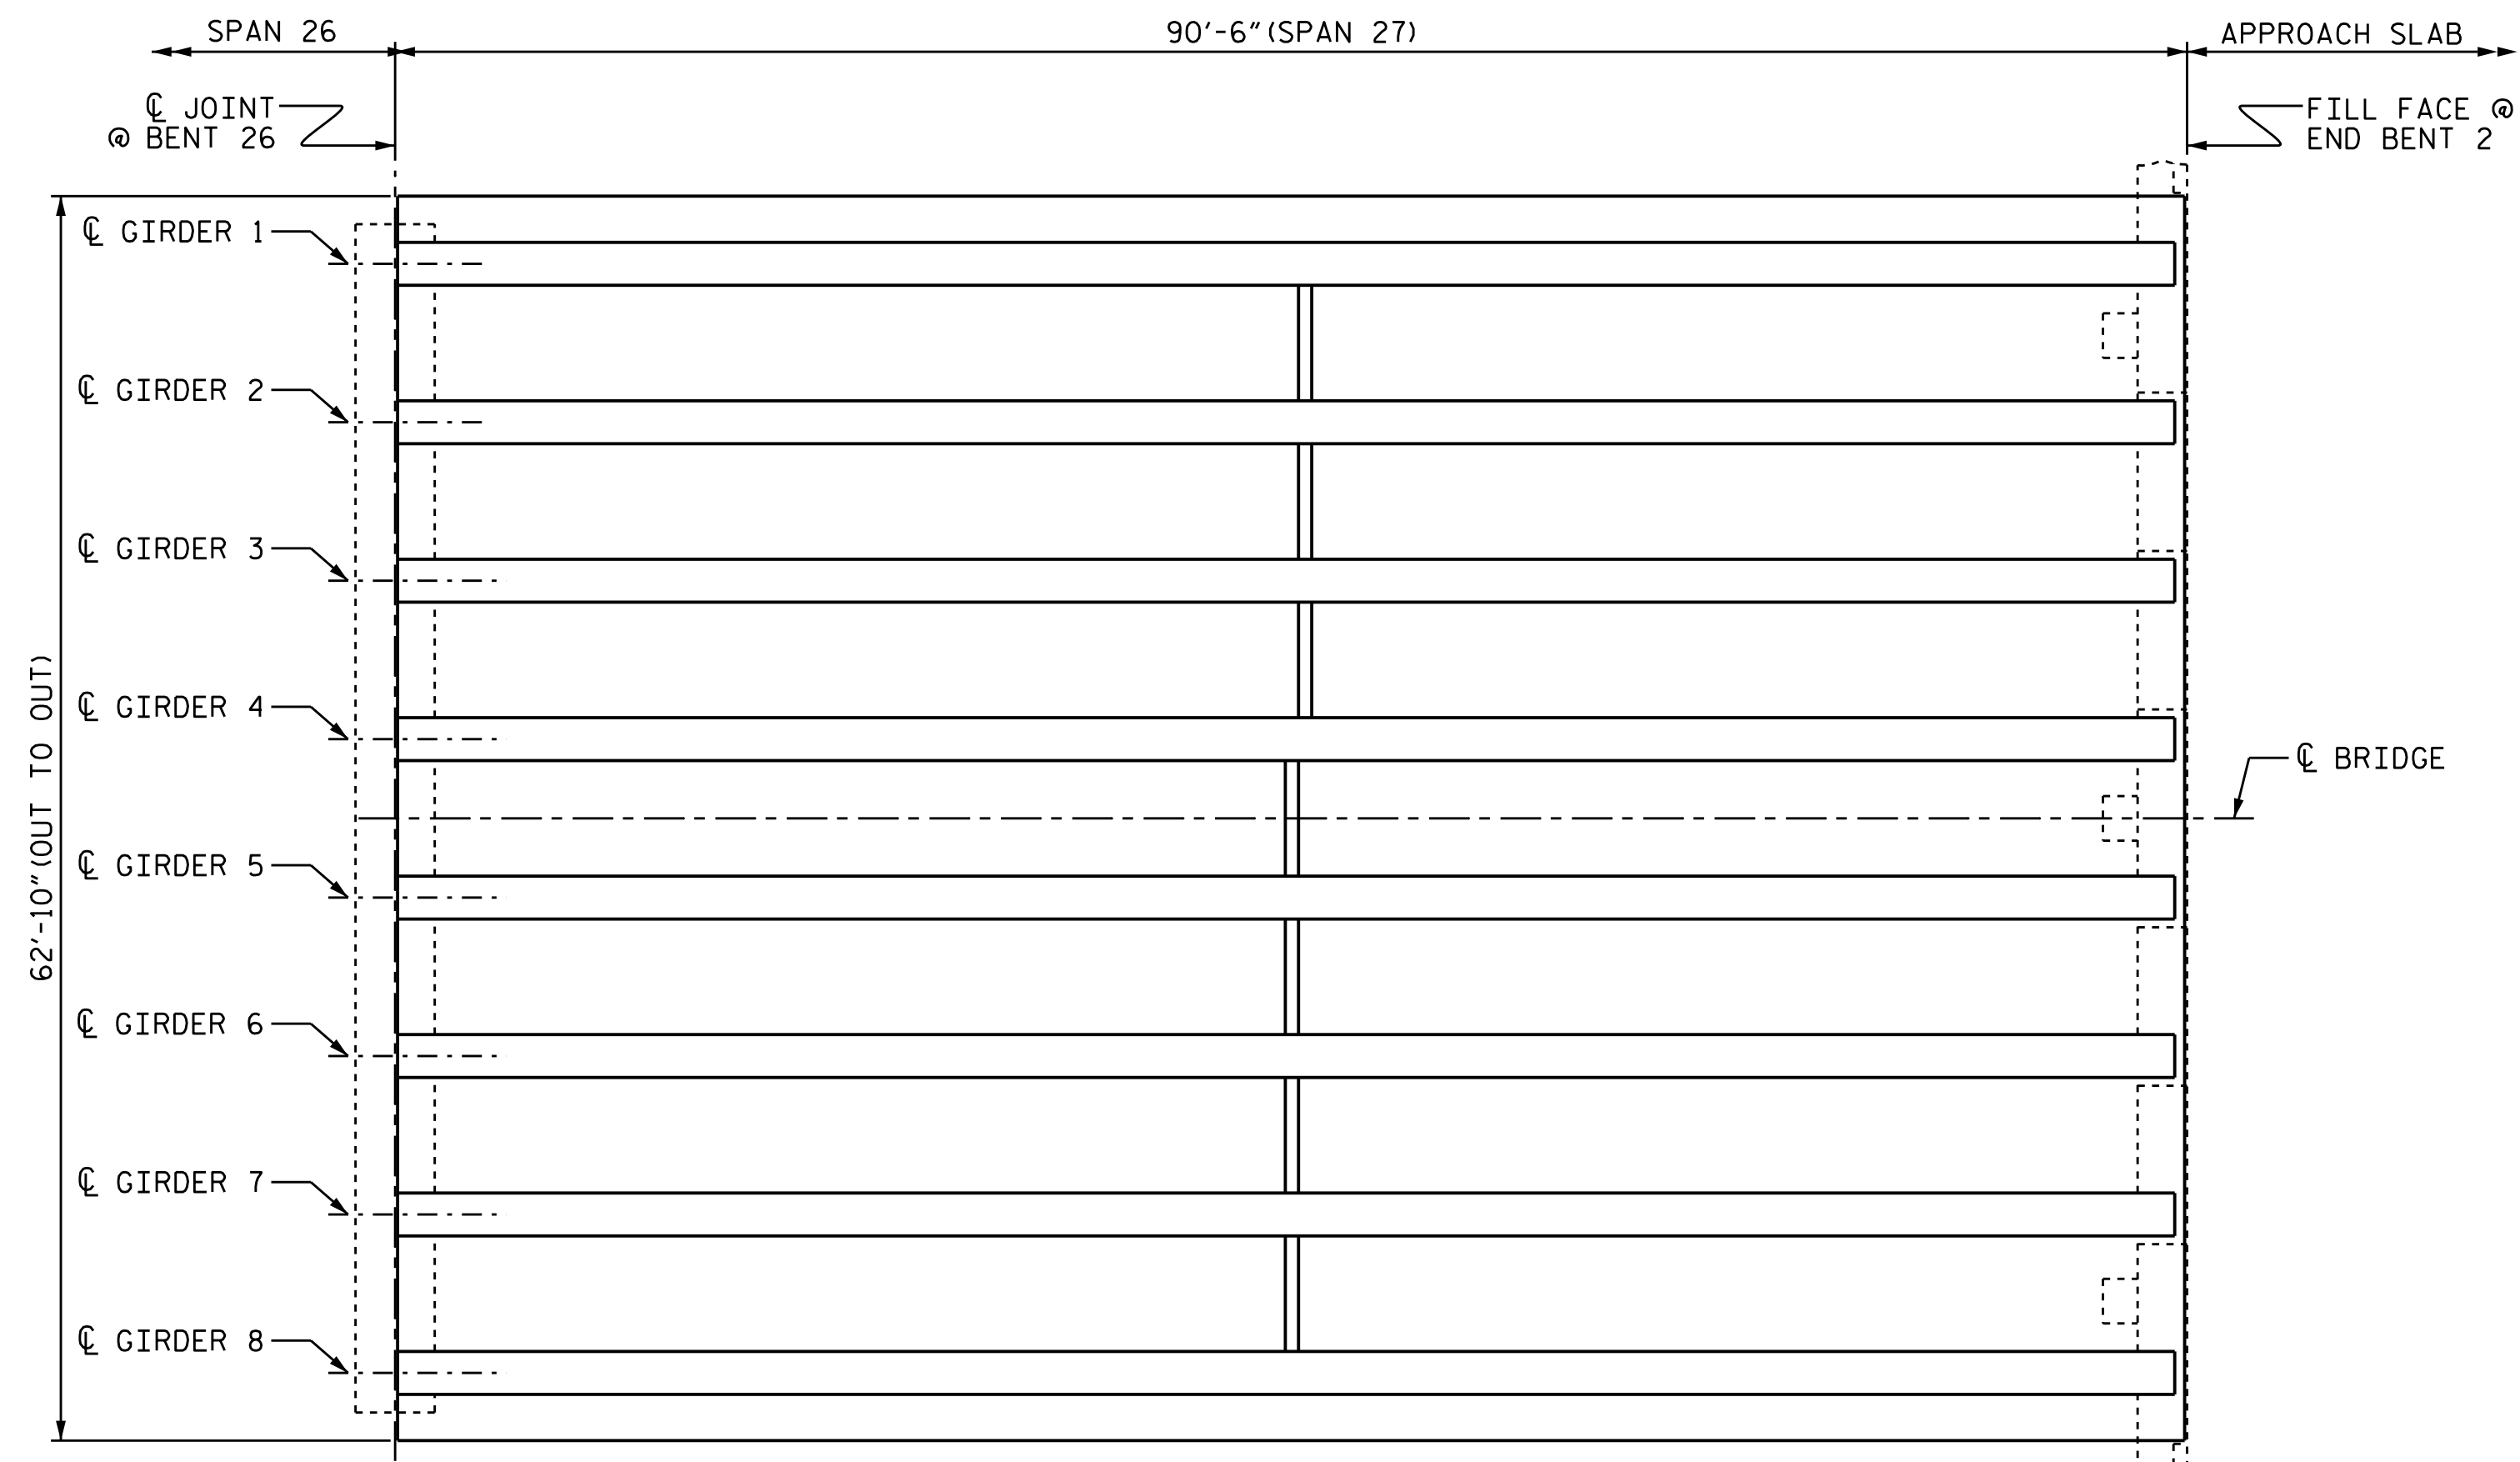 SPAN 26
90'-6" (SPAN 27)
APPROACH SLAB
℄ JOINT
@ BENT 26
FILL FACE @
END BENT 2
℄ GIRDER 1
℄ GIRDER 2
℄ GIRDER 3
℄ GIRDER 4
℄ BRIDGE
62'-10" (OUT TO OUT)
℄ GIRDER 5
℄ GIRDER 6
℄ GIRDER 7
℄ GIRDER 8